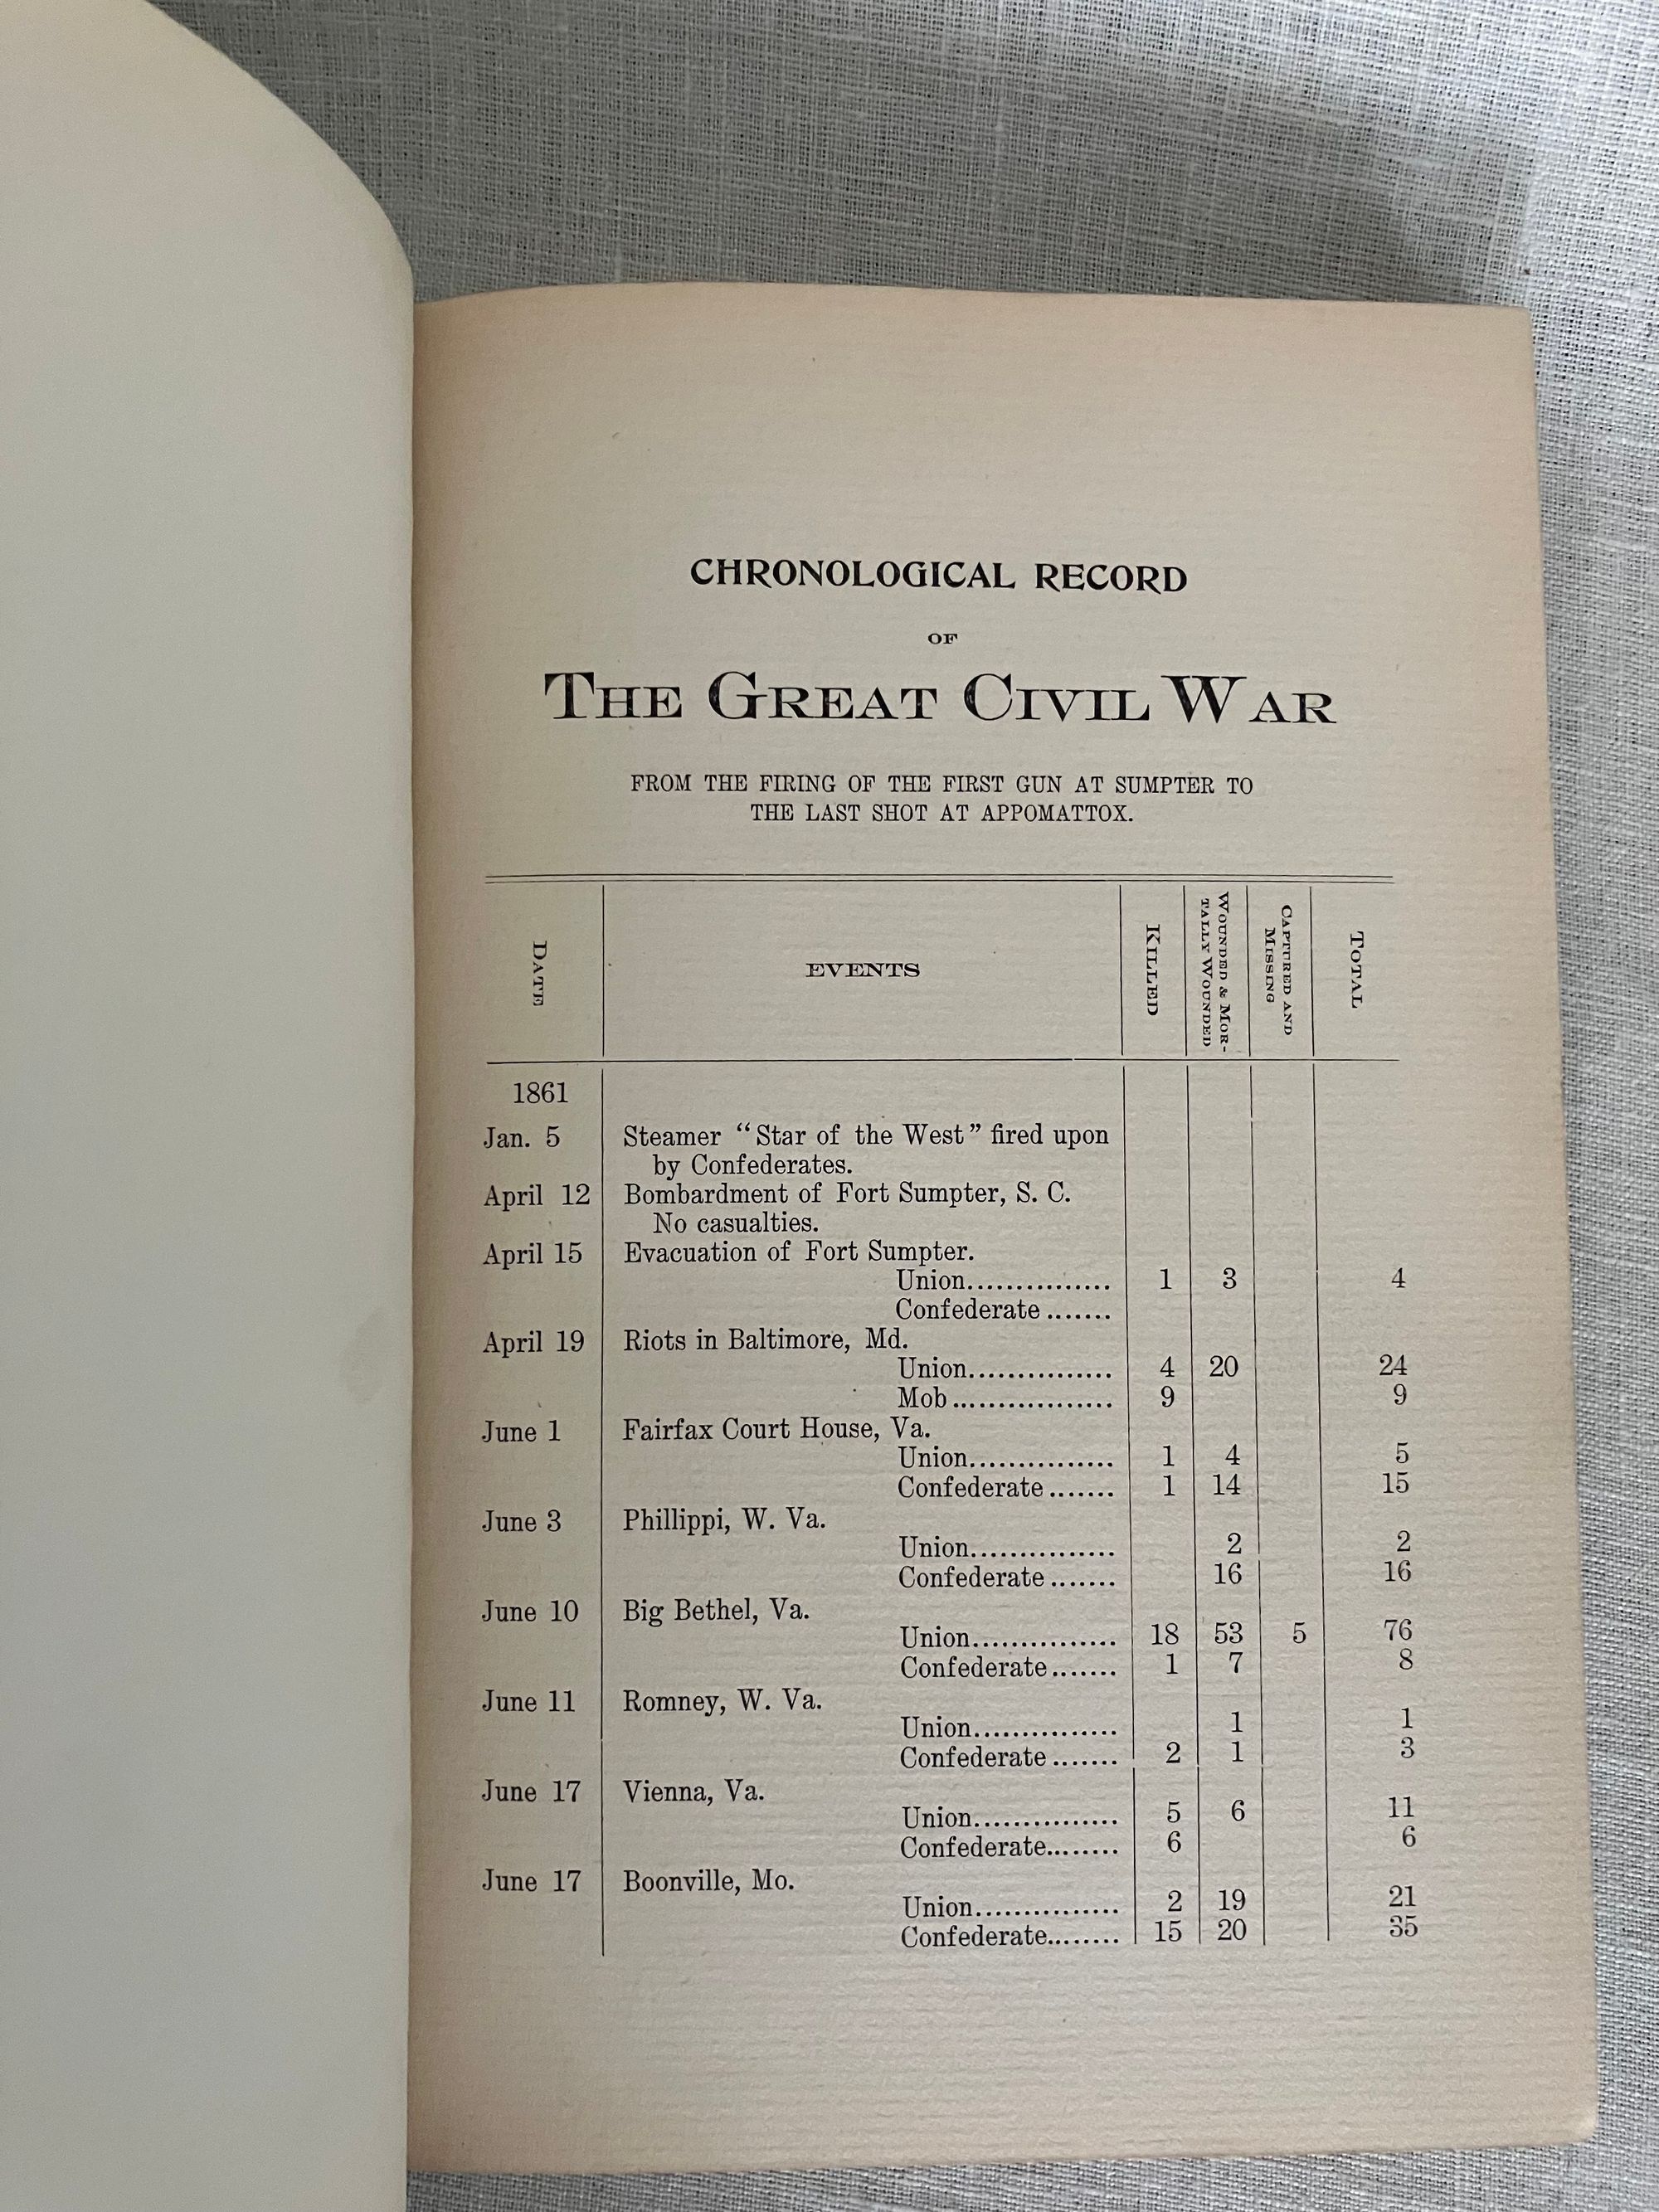 CHRONOLOGICAL RECORD
OF
THE GREAT CIVIL WAR
FROM THE FIRING OF THE FIRST GUN AT SUMPTER TO
THE LAST SHOT AT APPOMATTOX.
DATE EVENTS KILLED WOUNDED & MOR-TALLY WOUNDED CAPTURED AND MISSING TOTAL
1861
Jan. 5 Steamer “Star of the West” fired upon
by Confederates.
April 12 Bombardment of Fort Sumpter, S. C.
No casualties.
April 15 Evacuation of Fort Sumpter.
Union............... 1 3 4
Confederate.......
April 19 Riots in Baltimore, Md.
Union............... 4 20 24
Mob................. 9 9
June 1 Fairfax Court House, Va.
Union............... 1 4 5
Confederate....... 1 14 15
June 3 Phillippi, W. Va.
Union............... 2 2
Confederate....... 16 16
June 10 Big Bethel, Va.
Union............... 18 53 5 76
Confederate....... 1 7 8
June 11 Romney, W. Va.
Union............... 1 1
Confederate....... 2 1 3
June 17 Vienna, Va.
Union............... 5 6 11
Confederate........ 6 6
June 17 Boonville, Mo.
Union............... 2 19 21
Confederate........ 15 20 35